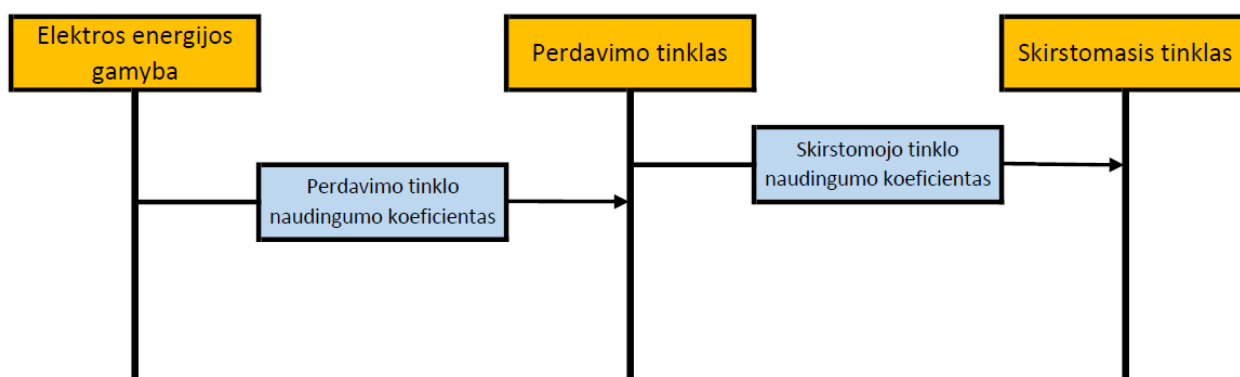 Elektros energijos
gamyba
Perdavimo tinklas
Skirstomasis tinklas
Perdavimo tinklo
naudingumo koeficientas
Skirstomojo tinklo
naudingumo koeficientas